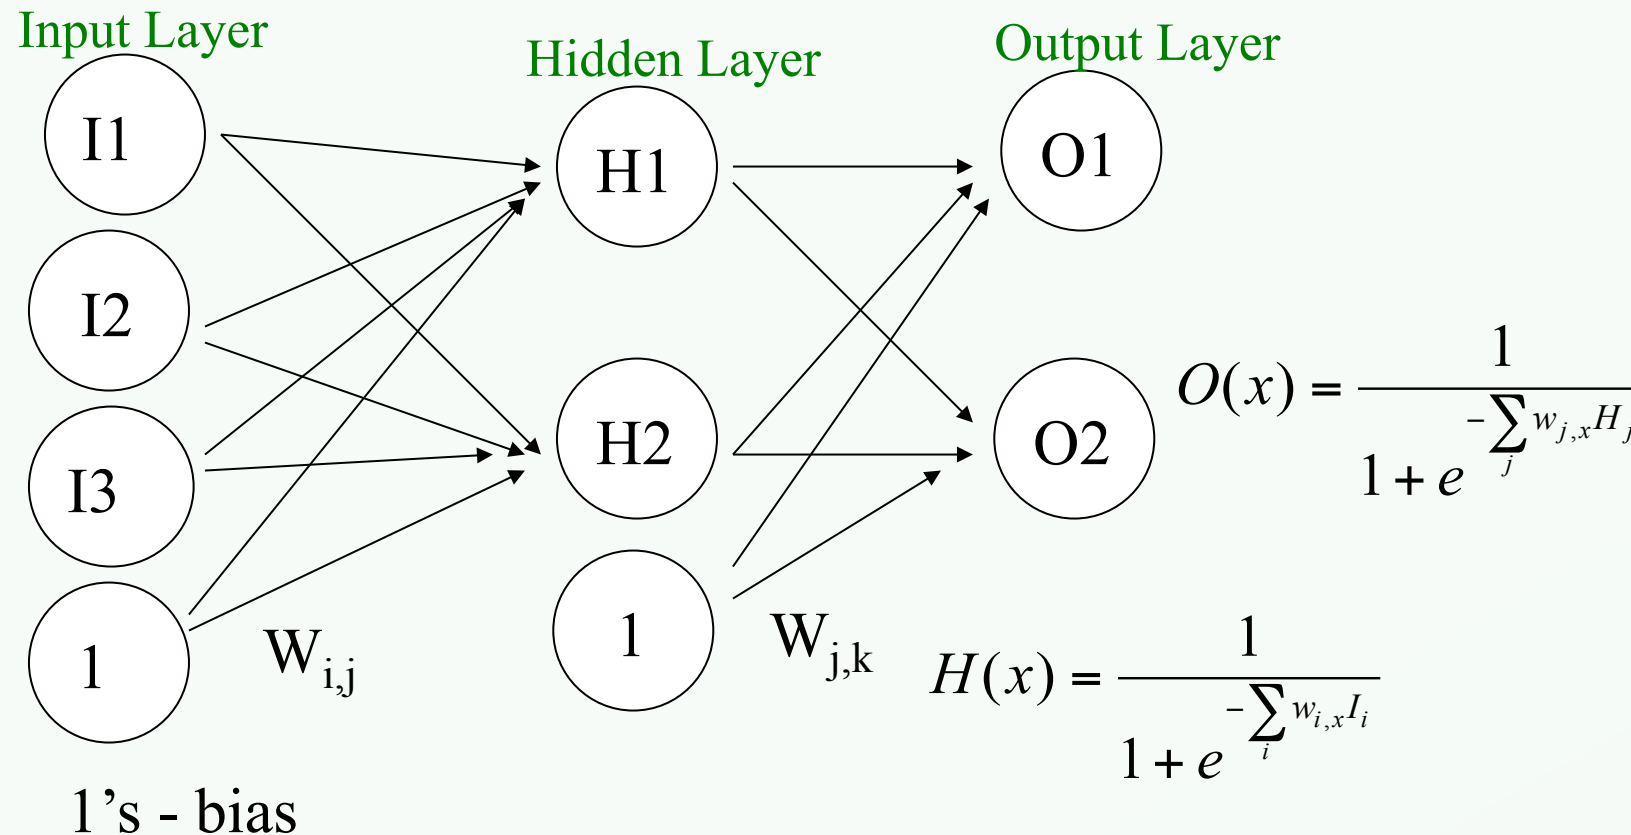 Input Layer
Hidden Layer
Output Layer
I1
H1
O1
I2
I3
H2
O2
O(x) = 1 / (1 + e^(-∑_j w_{j,x}H_j
1
1
W_{i,j}
W_{j,k}
H(x) = 1 / (1 + e^(-∑_i w_{i,x}I_i))
1's - bias